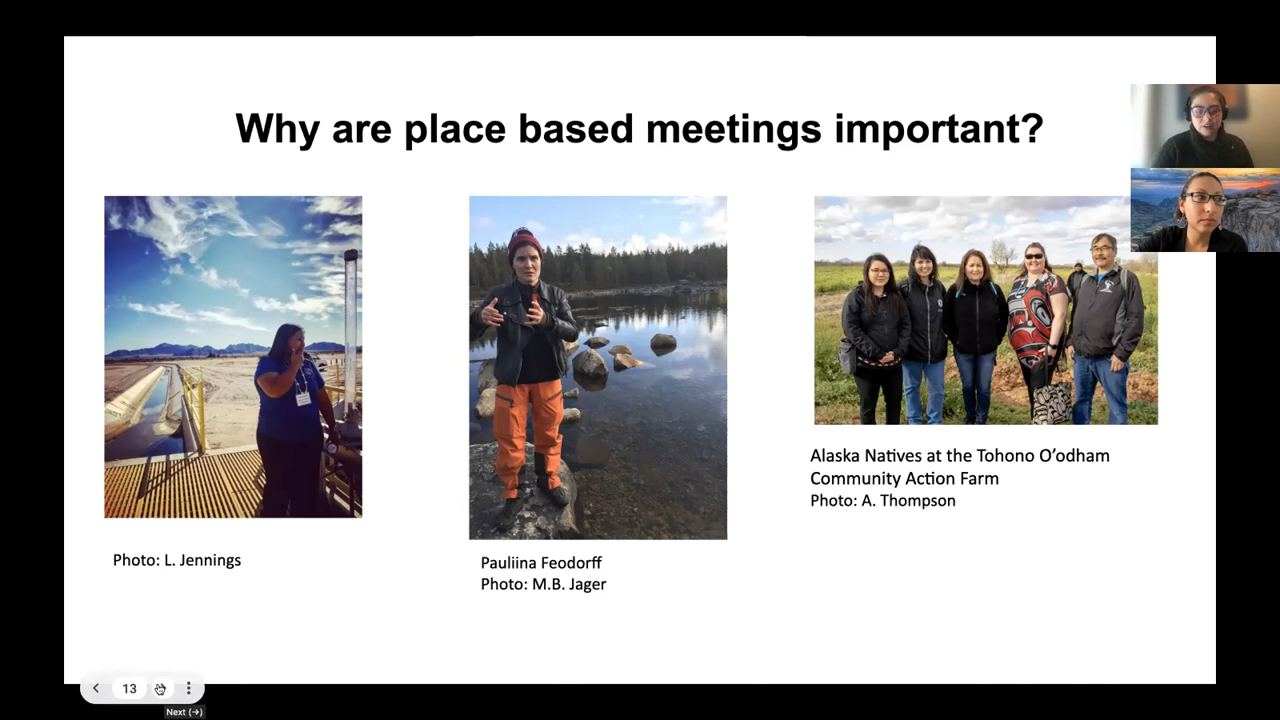 Why are place based meetings important?
Photo: L. Jennings
Pauliina Feodorff
Photo: M.B. Jager
Alaska Natives at the Tohono O'odham
Community Action Farm
Photo: A. Thompson
13
Next (→)